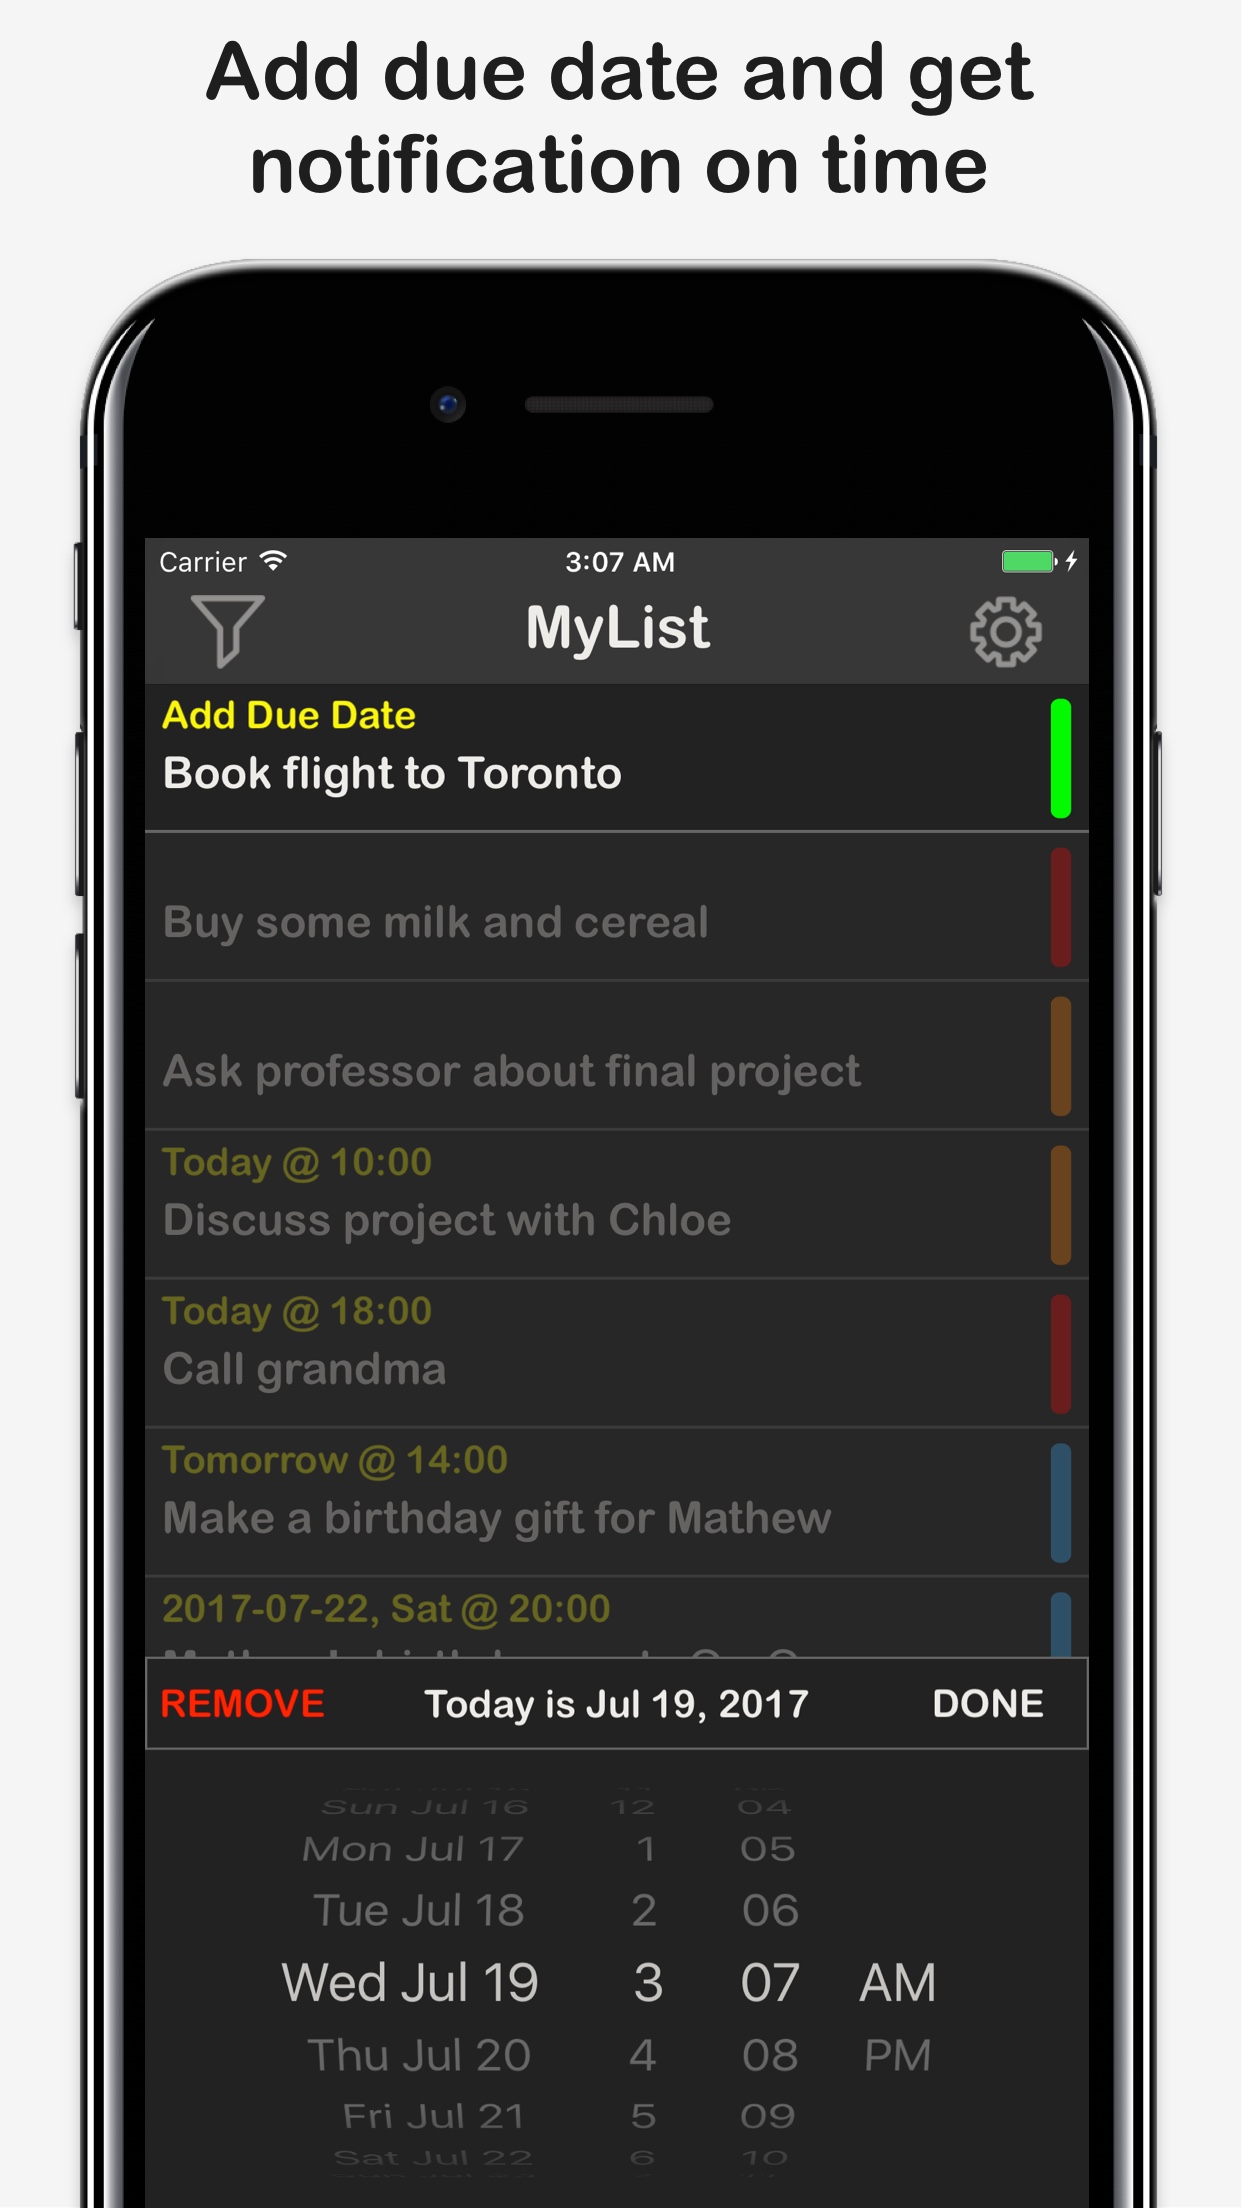 Add due date and get
notification on time
Carrier 3:07 AM
MyList
Add Due Date
Book flight to Toronto
Buy some milk and cereal
Ask professor about final project
Today @ 10:00
Discuss project with Chloe
Today @ 18:00
Call grandma
Tomorrow @ 14:00
Make a birthday gift for Mathew
2017-07-22, Sat @ 20:00
REMOVE Today is Jul 19, 2017 DONE
Sun Jul 16 12 04
Mon Jul 17 1 05
Tue Jul 18 2 06
Wed Jul 19 3 07 AM
Thu Jul 20 4 08 PM
Fri Jul 21 5 09
Sat Jul 22 6 10